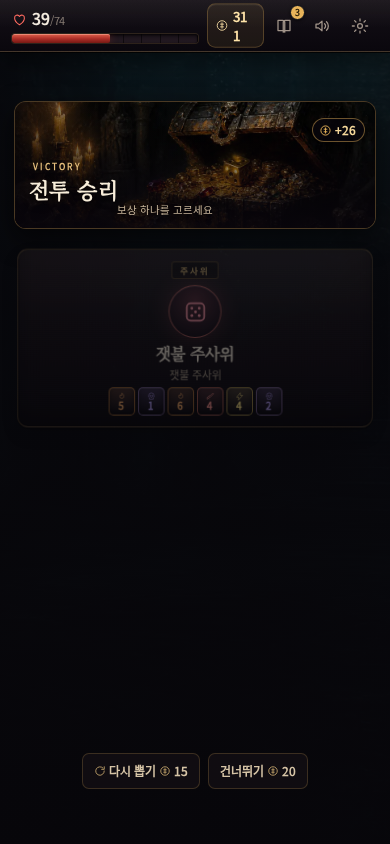 39/74
31
1
3
+26
VICTORY
전투 승리
보상 하나를 고르세요
주사위
잿불 주사위
잿불 주사위
5 1 6 4 4 2
다시 뽑기 15
건너뛰기 20